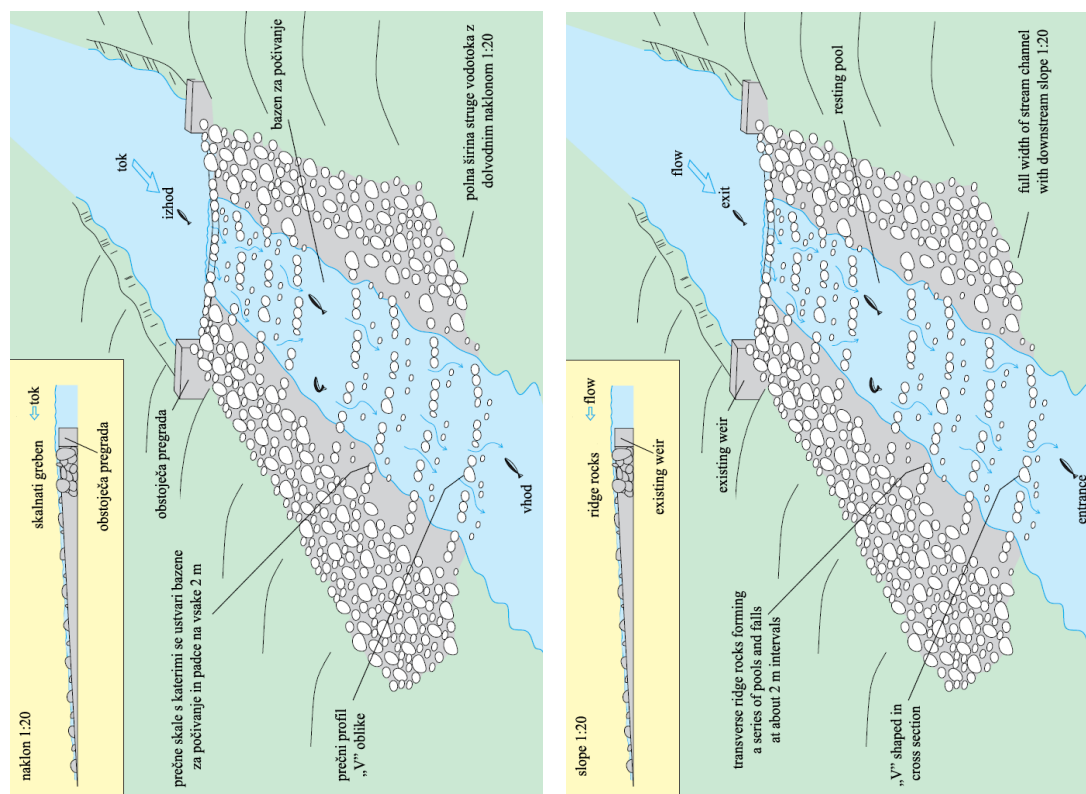 naklon 1:20
skalnati greben
tok
obstoječa pregrada
tok
izhod
bazen za počivanje
polna širina struge vodotoka z
dolvodnim naklonom 1:20
obstoječa pregrada
prečne skale s katerimi se ustvari bazene
za počivanje in padce na vsake 2 m
prečni profil
„V” oblike
vhod
slope 1:20
ridge rocks
flow
existing weir
flow
exit
resting pool
full width of stream channel
with downstream slope 1:20
existing weir
transverse ridge rocks forming
a series of pools and falls
at about 2 m intervals
„V” shaped in
cross section
entrance